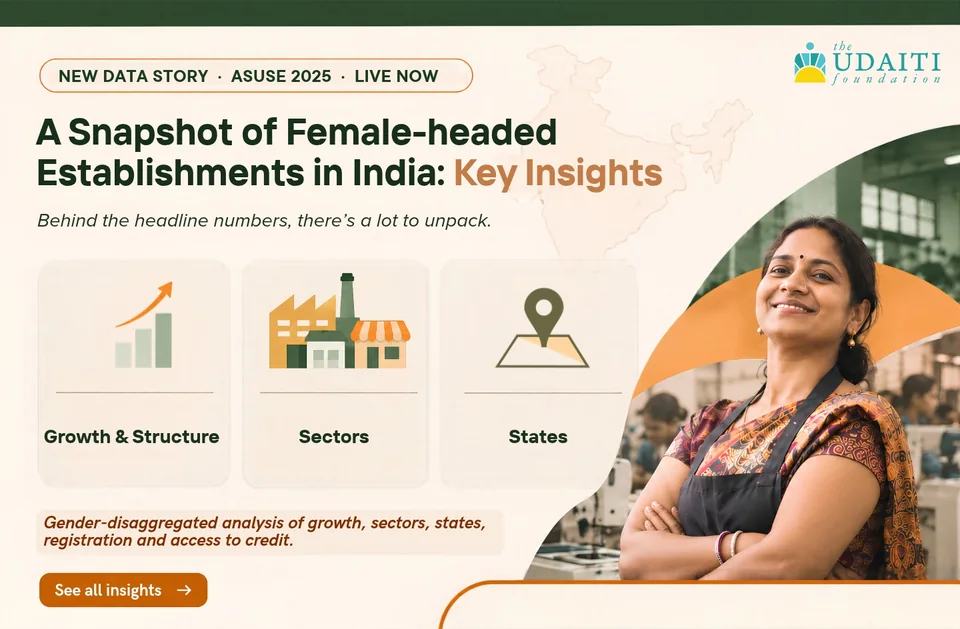 NEW DATA STORY · ASUSE 2025 · LIVE NOW
the
UDAITI
foundation
A Snapshot of Female-headed
Establishments in India: Key Insights
Behind the headline numbers, there's a lot to unpack.
Growth & Structure
Sectors
States
Gender-disaggregated analysis of growth, sectors, states,
registration and access to credit.
See all insights →